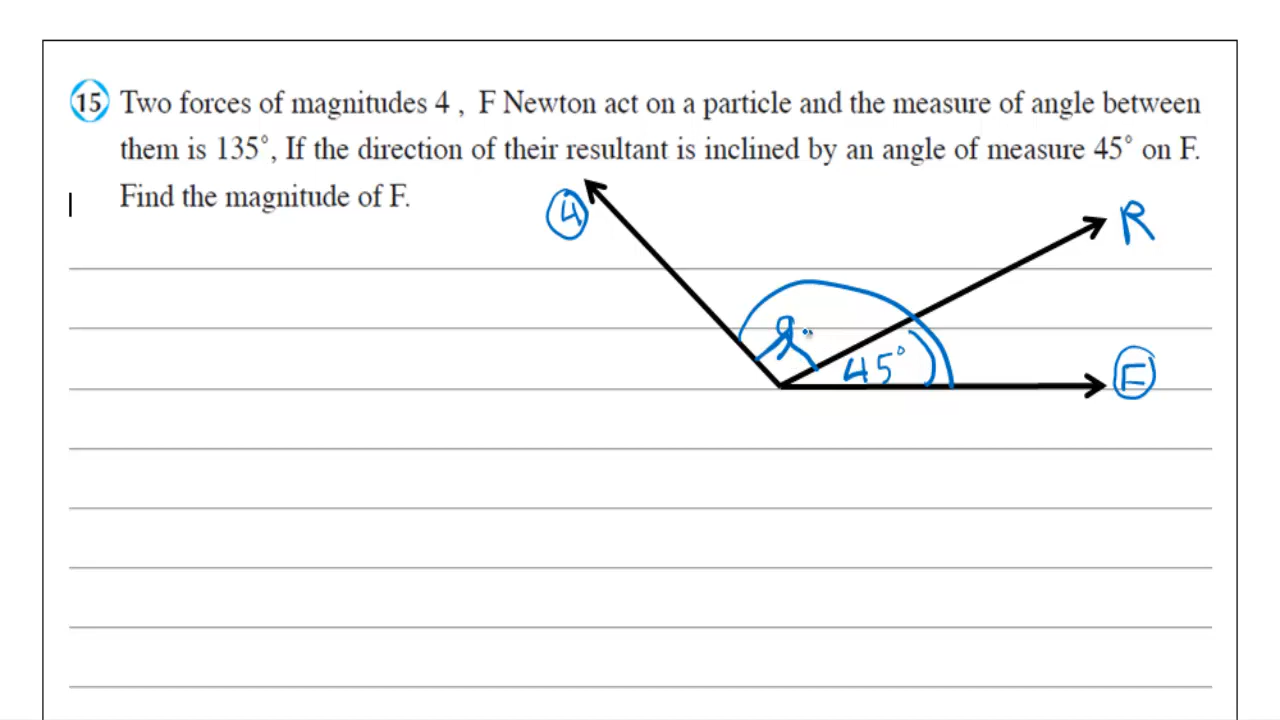 15 Two forces of magnitudes 4 , F Newton act on a particle and the measure of angle between
them is 135°, If the direction of their resultant is inclined by an angle of measure 45° on F.
Find the magnitude of F.
4
R
45°
F